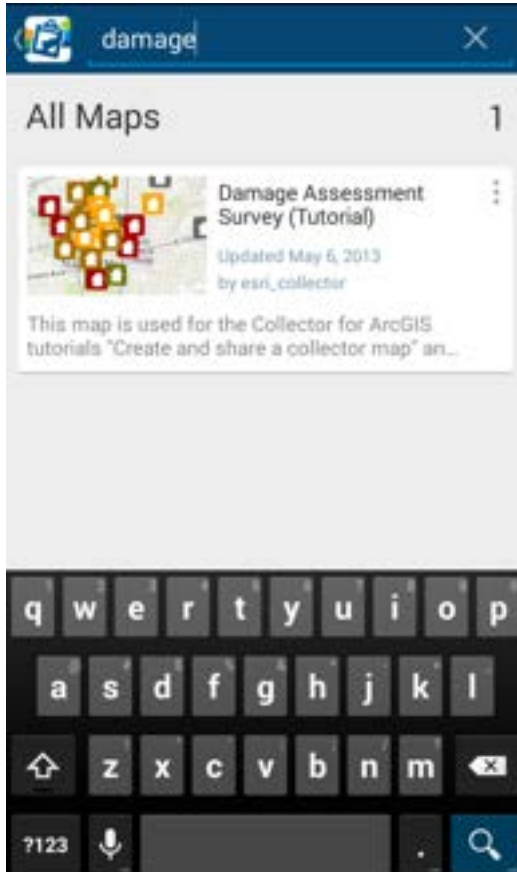 damage
All Maps 1
Damage Assessment
Survey (Tutorial)
Updated May 6, 2013
by esri_collector
This map is used for the Collector for ArcGIS
tutorials "Create and share a collector map" an...
q w e r t y u i o p
a s d f g h j k l
z x c v b n m
?123 .